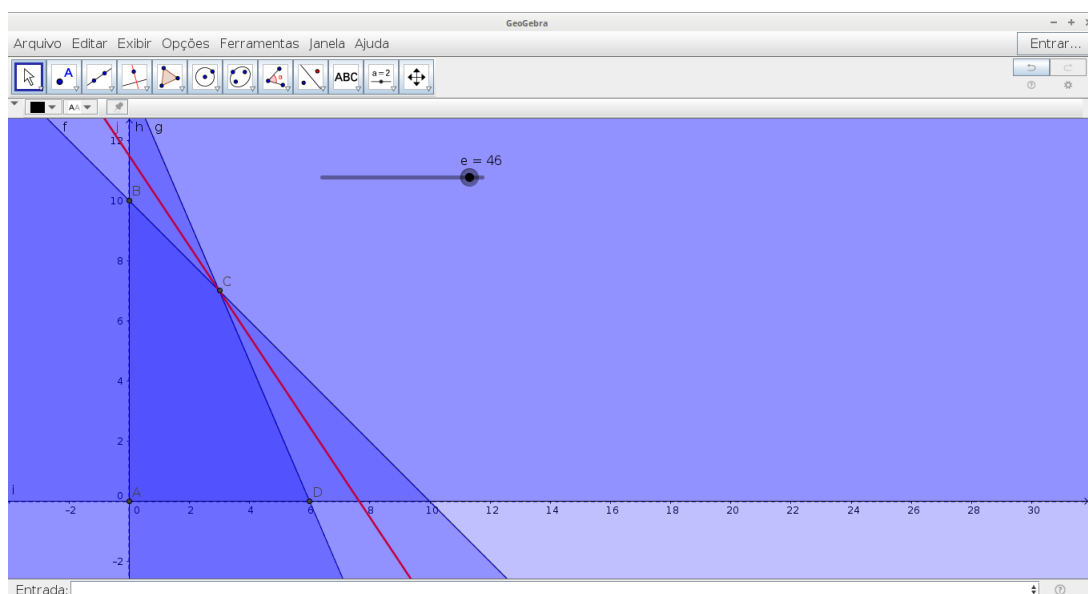 GeoGebra
Arquivo Editar Exibir Opções Ferramentas Janela Ajuda
Entrar...
A
a
ABC
a=2
AA
f
j h g
12
e = 46
B
10
8
C
6
4
2
i
0
A
D
-2 0 2 4 6 8 10 12 14 16 18 20 22 24 26 28 30
-2
Entrada: